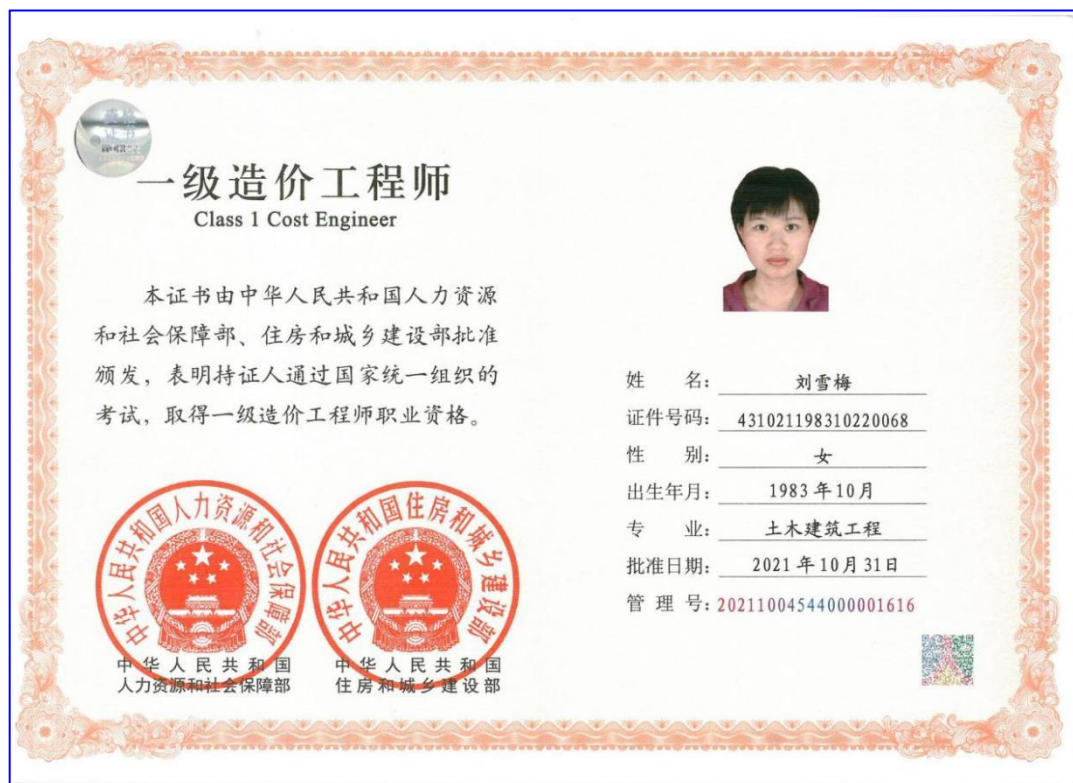 一级造价工程师
Class 1 Cost Engineer
本证书由中华人民共和国人力资源
和社会保障部、住房和城乡建设部批准
颁发，表明持证人通过国家统一组织的
考试，取得一级造价工程师职业资格。
中华人民共和国人力资源和社会保障部
中华人民共和国
人力资源和社会保障部
中华人民共和国住房和城乡建设部
中华人民共和国
住房和城乡建设部
姓 名： 刘雪梅
证件号码： 431021198310220068
性 别： 女
出生年月： 1983年10月
专 业： 土木建筑工程
批准日期： 2021年10月31日
管 理 号：20211004544000001616